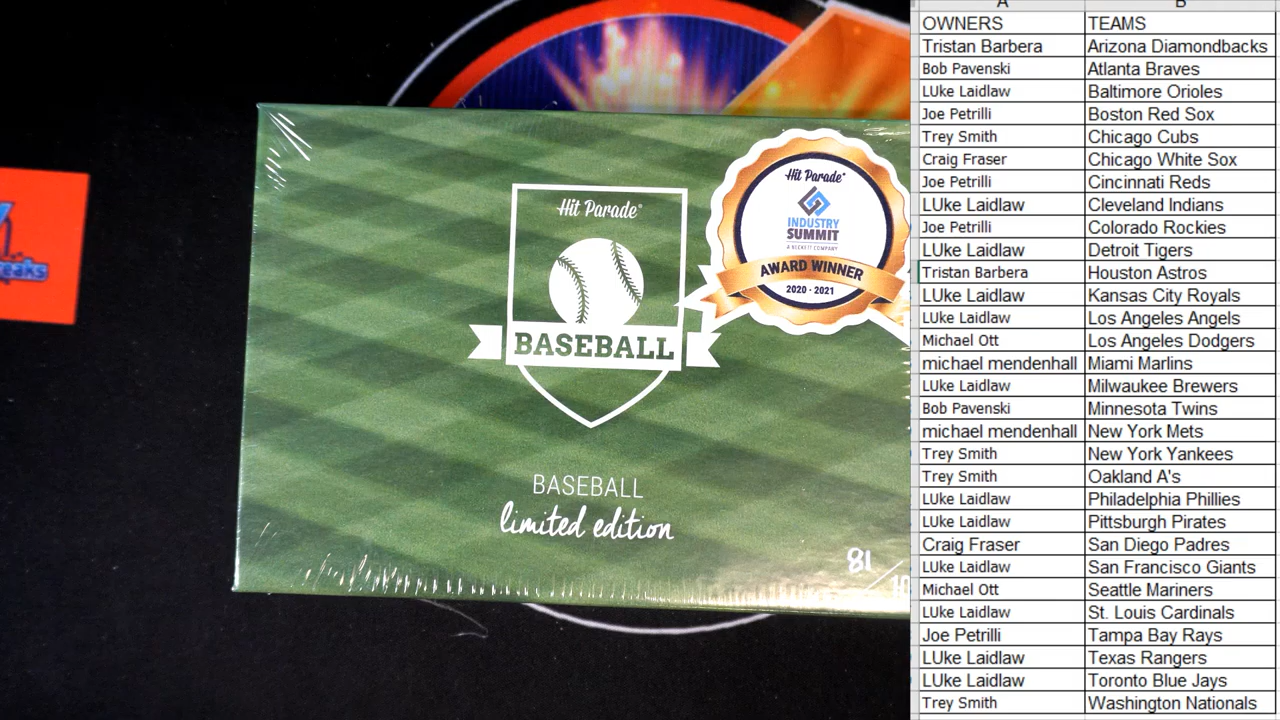 Hit Parade®
BASEBALL
BASEBALL
limited edition
Hit Parade®
INDUSTRY
SUMMIT
A BECKETT COMPANY
AWARD WINNER
2020 - 2021
81
10
reaks
A B
OWNERS TEAMS
Tristan Barbera Arizona Diamondbacks
Bob Pavenski Atlanta Braves
LUke Laidlaw Baltimore Orioles
Joe Petrilli Boston Red Sox
Trey Smith Chicago Cubs
Craig Fraser Chicago White Sox
Joe Petrilli Cincinnati Reds
LUke Laidlaw Cleveland Indians
Joe Petrilli Colorado Rockies
LUke Laidlaw Detroit Tigers
Tristan Barbera Houston Astros
LUke Laidlaw Kansas City Royals
LUke Laidlaw Los Angeles Angels
Michael Ott Los Angeles Dodgers
michael mendenhall Miami Marlins
LUke Laidlaw Milwaukee Brewers
Bob Pavenski Minnesota Twins
michael mendenhall New York Mets
Trey Smith New York Yankees
Trey Smith Oakland A's
LUke Laidlaw Philadelphia Phillies
LUke Laidlaw Pittsburgh Pirates
Craig Fraser San Diego Padres
LUke Laidlaw San Francisco Giants
Michael Ott Seattle Mariners
LUke Laidlaw St. Louis Cardinals
Joe Petrilli Tampa Bay Rays
LUke Laidlaw Texas Rangers
LUke Laidlaw Toronto Blue Jays
Trey Smith Washington Nationals